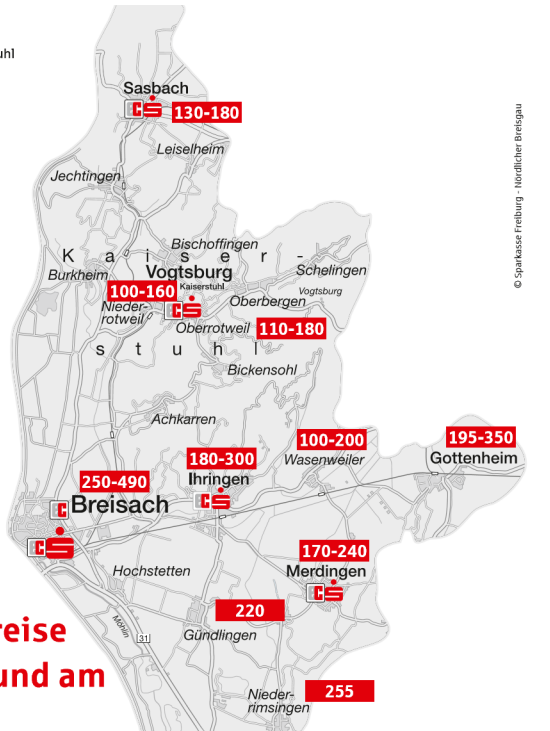 uhl
Sasbach
130-180
Leiselheim
Jechtingen
Bischoffingen
K a i s e r -
Vogtsburg
Schelingen
Burkheim
Kaiserstuhl
Vogtsburg
100-160
Oberbergen
Nieder-
rotweil
Oberrotweil
110-180
s t u h l
Bickensohl
Achkarren
100-200
195-350
Wasenweiler
Gottenheim
180-300
Ihringen
250-490
Breisach
170-240
Merdingen
Hochstetten
220
Möhlin
31
Gündlingen
reise
und am
Nieder-
rimsingen
255
© Sparkasse Freiburg - Nördlicher Breisgau